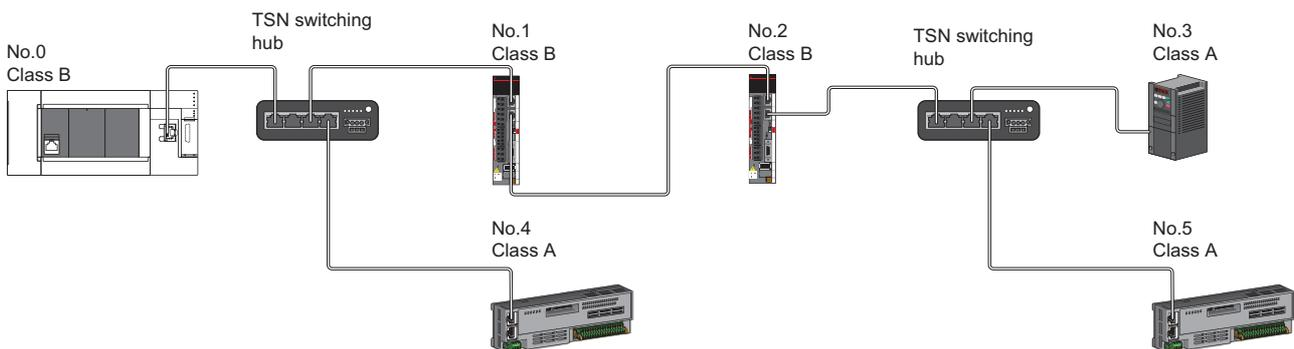 No.0
Class B
TSN switching
hub
No.1
Class B
No.2
Class B
TSN switching
hub
No.3
Class A
No.4
Class A
No.5
Class A